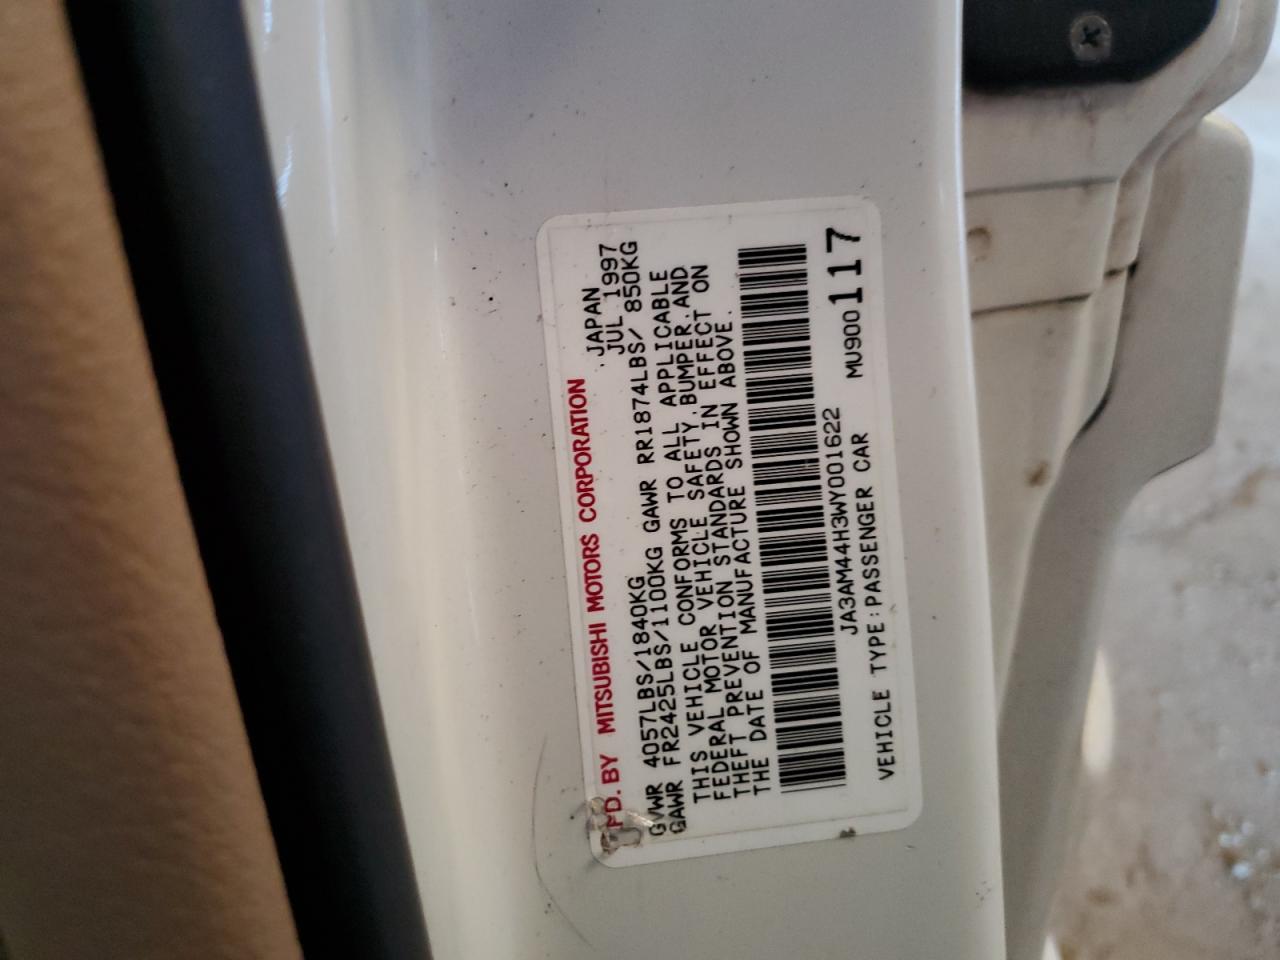 FD. BY MITSUBISHI MOTORS CORPORATION
JAPAN
JUL 1997
GVWR 4057LBS/1840KG
GAWR FR2425LBS/1100KG GAWR RR1874LBS/ 850KG
THIS VEHICLE CONFORMS TO ALL APPLICABLE
FEDERAL MOTOR VEHICLE SAFETY,BUMPER,AND
THEFT PREVENTION STANDARDS IN EFFECT ON
THE DATE OF MANUFACTURE SHOWN ABOVE.
JA3AM44H3WY001622
MU900117
VEHICLE TYPE:PASSENGER CAR